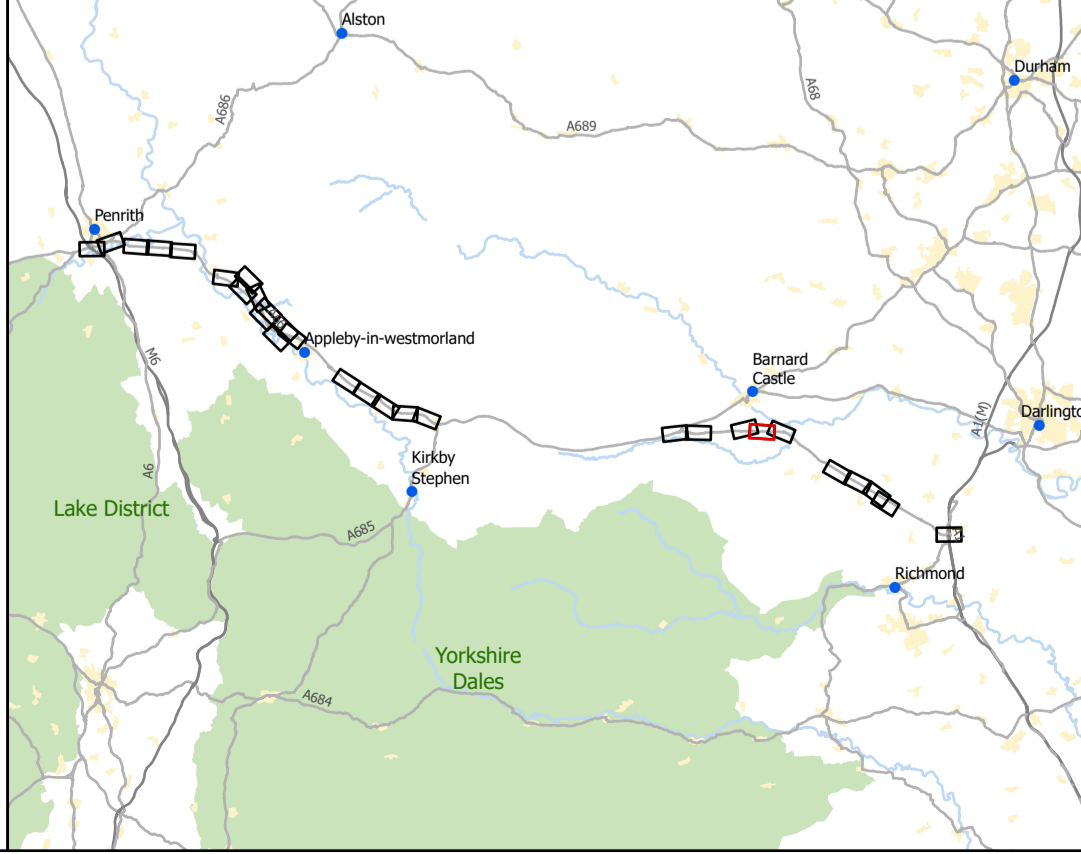 Alston
Durham
A68
A686
A689
Penrith
Appleby-in-westmorland
M6
Barnard
Castle
A1(M)
Darlingto
Kirkby
Stephen
A6
Lake District
A685
Richmond
Yorkshire
Dales
A684